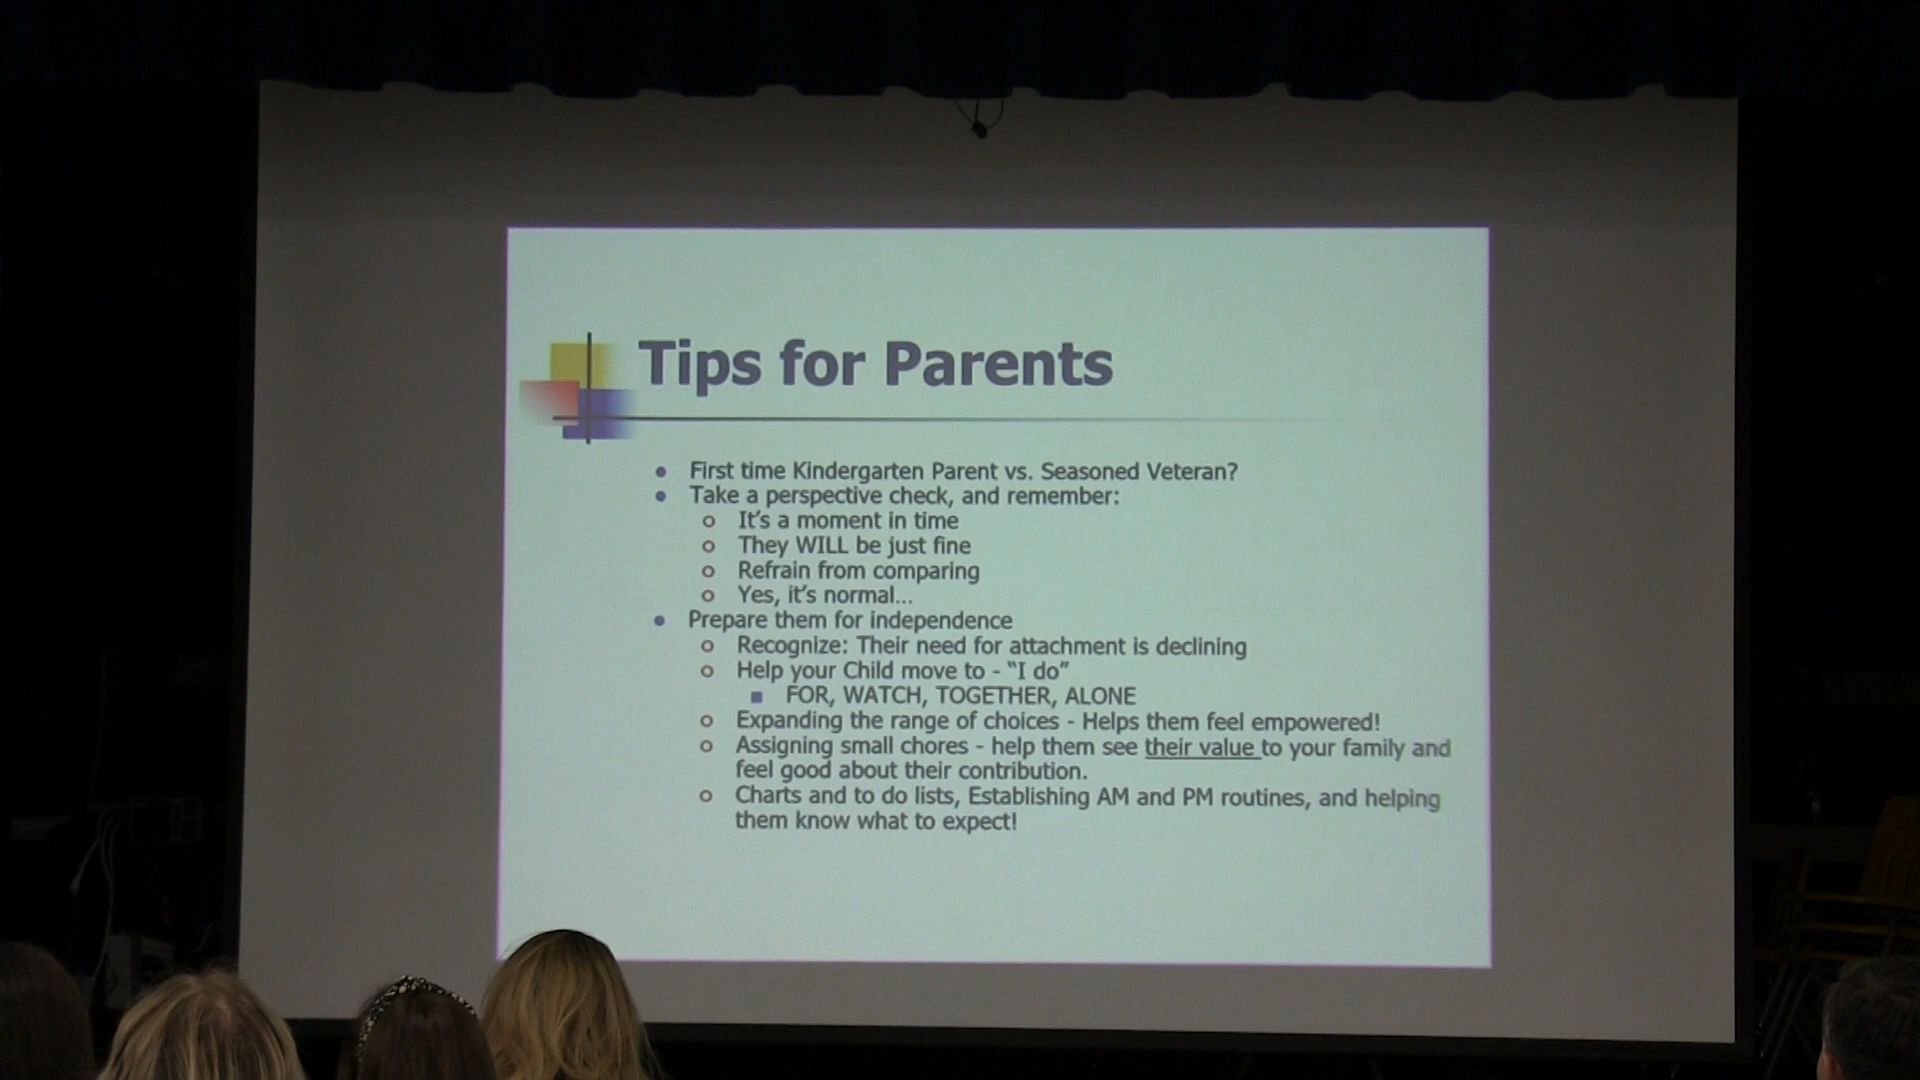 Tips for Parents
● First time Kindergarten Parent vs. Seasoned Veteran?
● Take a perspective check, and remember:
○ It's a moment in time
○ They WILL be just fine
○ Refrain from comparing
○ Yes, it's normal...
● Prepare them for independence
○ Recognize: Their need for attachment is declining
○ Help your Child move to - “I do”
■ FOR, WATCH, TOGETHER, ALONE
○ Expanding the range of choices - Helps them feel empowered!
○ Assigning small chores - help them see their value to your family and
feel good about their contribution.
○ Charts and to do lists, Establishing AM and PM routines, and helping
them know what to expect!